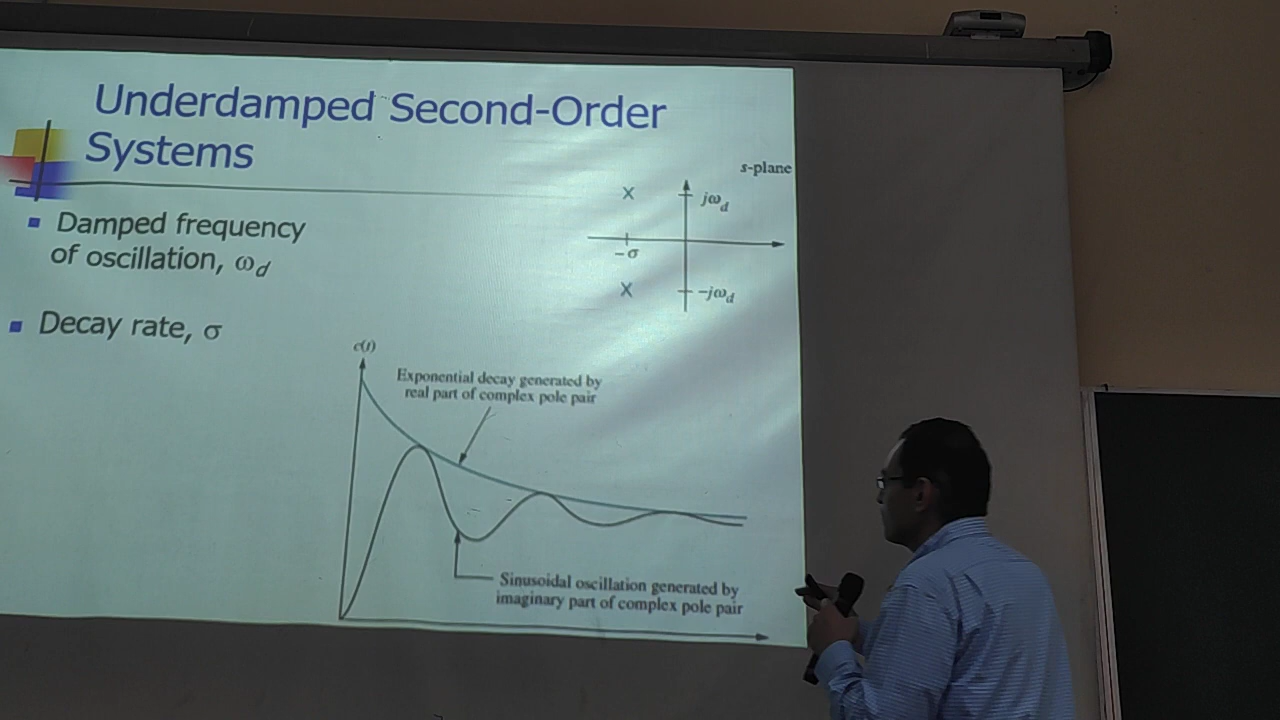 Underdamped Second-Order
Systems
Damped frequency
of oscillation, ωd
Decay rate, σ
s-plane
X
jωd
-σ
X
-jωd
c(t)
Exponential decay generated by
real part of complex pole pair
Sinusoidal oscillation generated by
imaginary part of complex pole pair